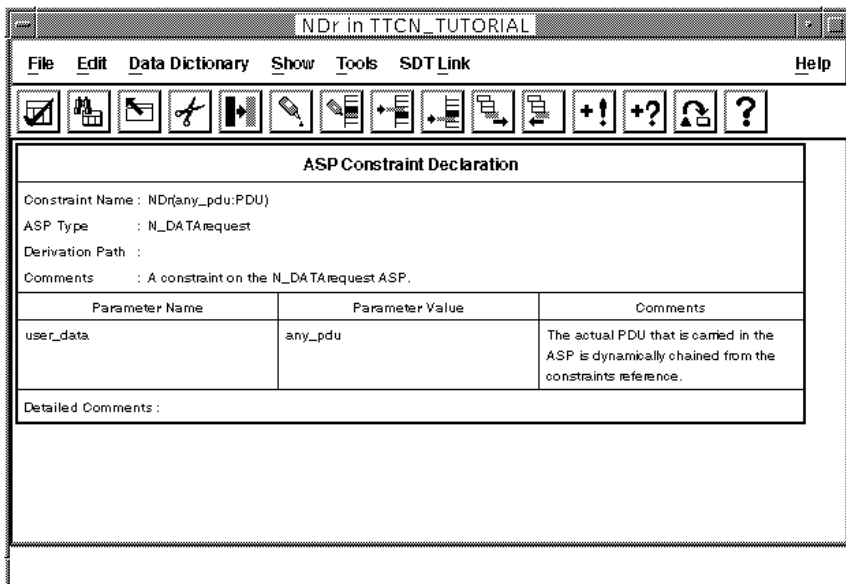 NDr in TTCN_TUTORIAL
File Edit Data Dictionary Show Tools SDT Link Help
+! +? ?
ASP Constraint Declaration
Constraint Name : NDr(any_pdu:PDU)
ASP Type : N_DATArequest
Derivation Path :
Comments : A constraint on the N_DATArequest ASP.
Parameter Name Parameter Value Comments
user_data any_pdu The actual PDU that is carried in the
ASP is dynamically chained from the
constraints reference.
Detailed Comments :